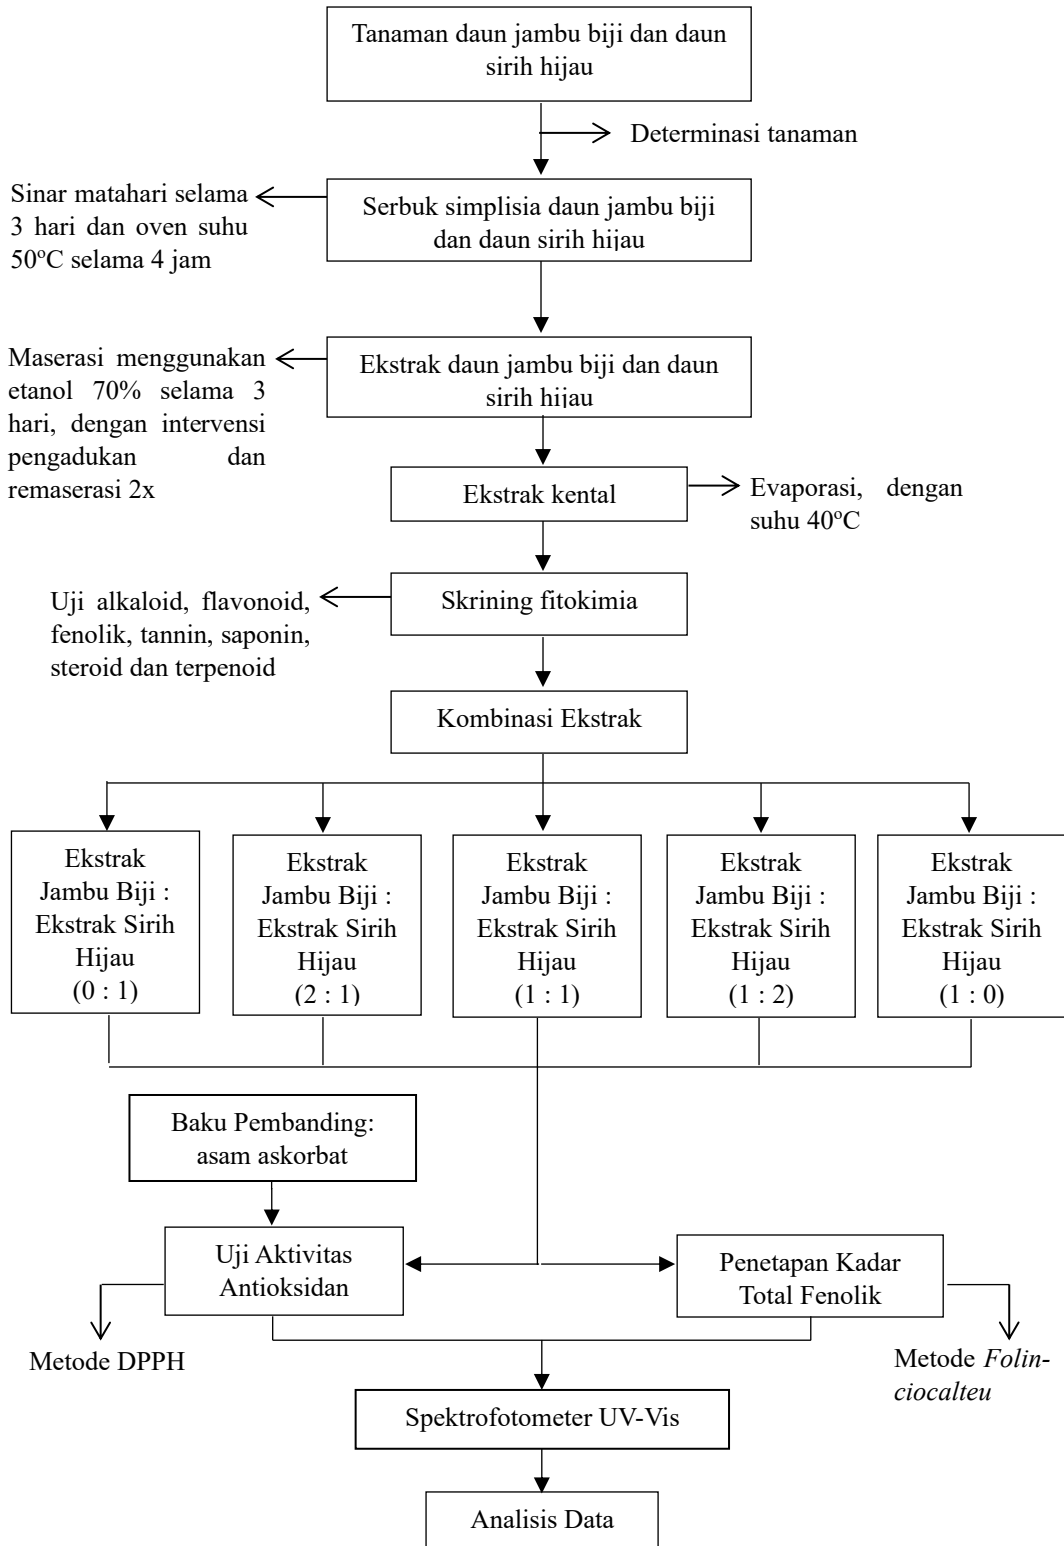 Tanaman daun jambu biji dan daun
sirih hijau
Determinasi tanaman
Sinar matahari selama
3 hari dan oven suhu
50°C selama 4 jam
Serbuk simplisia daun jambu biji
dan daun sirih hijau
Maserasi menggunakan
etanol 70% selama 3
hari, dengan intervensi
pengadukan dan
remaserasi 2x
Ekstrak daun jambu biji dan daun
sirih hijau
Ekstrak kental
Evaporasi, dengan
suhu 40°C
Uji alkaloid, flavonoid,
fenolik, tannin, saponin,
steroid dan terpenoid
Skrining fitokimia
Kombinasi Ekstrak
Ekstrak
Jambu Biji :
Ekstrak Sirih
Hijau
(0 : 1)
Ekstrak
Jambu Biji :
Ekstrak Sirih
Hijau
(2 : 1)
Ekstrak
Jambu Biji :
Ekstrak Sirih
Hijau
(1 : 1)
Ekstrak
Jambu Biji :
Ekstrak Sirih
Hijau
(1 : 2)
Ekstrak
Jambu Biji :
Ekstrak Sirih
Hijau
(1 : 0)
Baku Pembanding:
asam askorbat
Uji Aktivitas
Antioksidan
Penetapan Kadar
Total Fenolik
Metode DPPH
Metode Folin-
ciocalteu
Spektrofotometer UV-Vis
Analisis Data